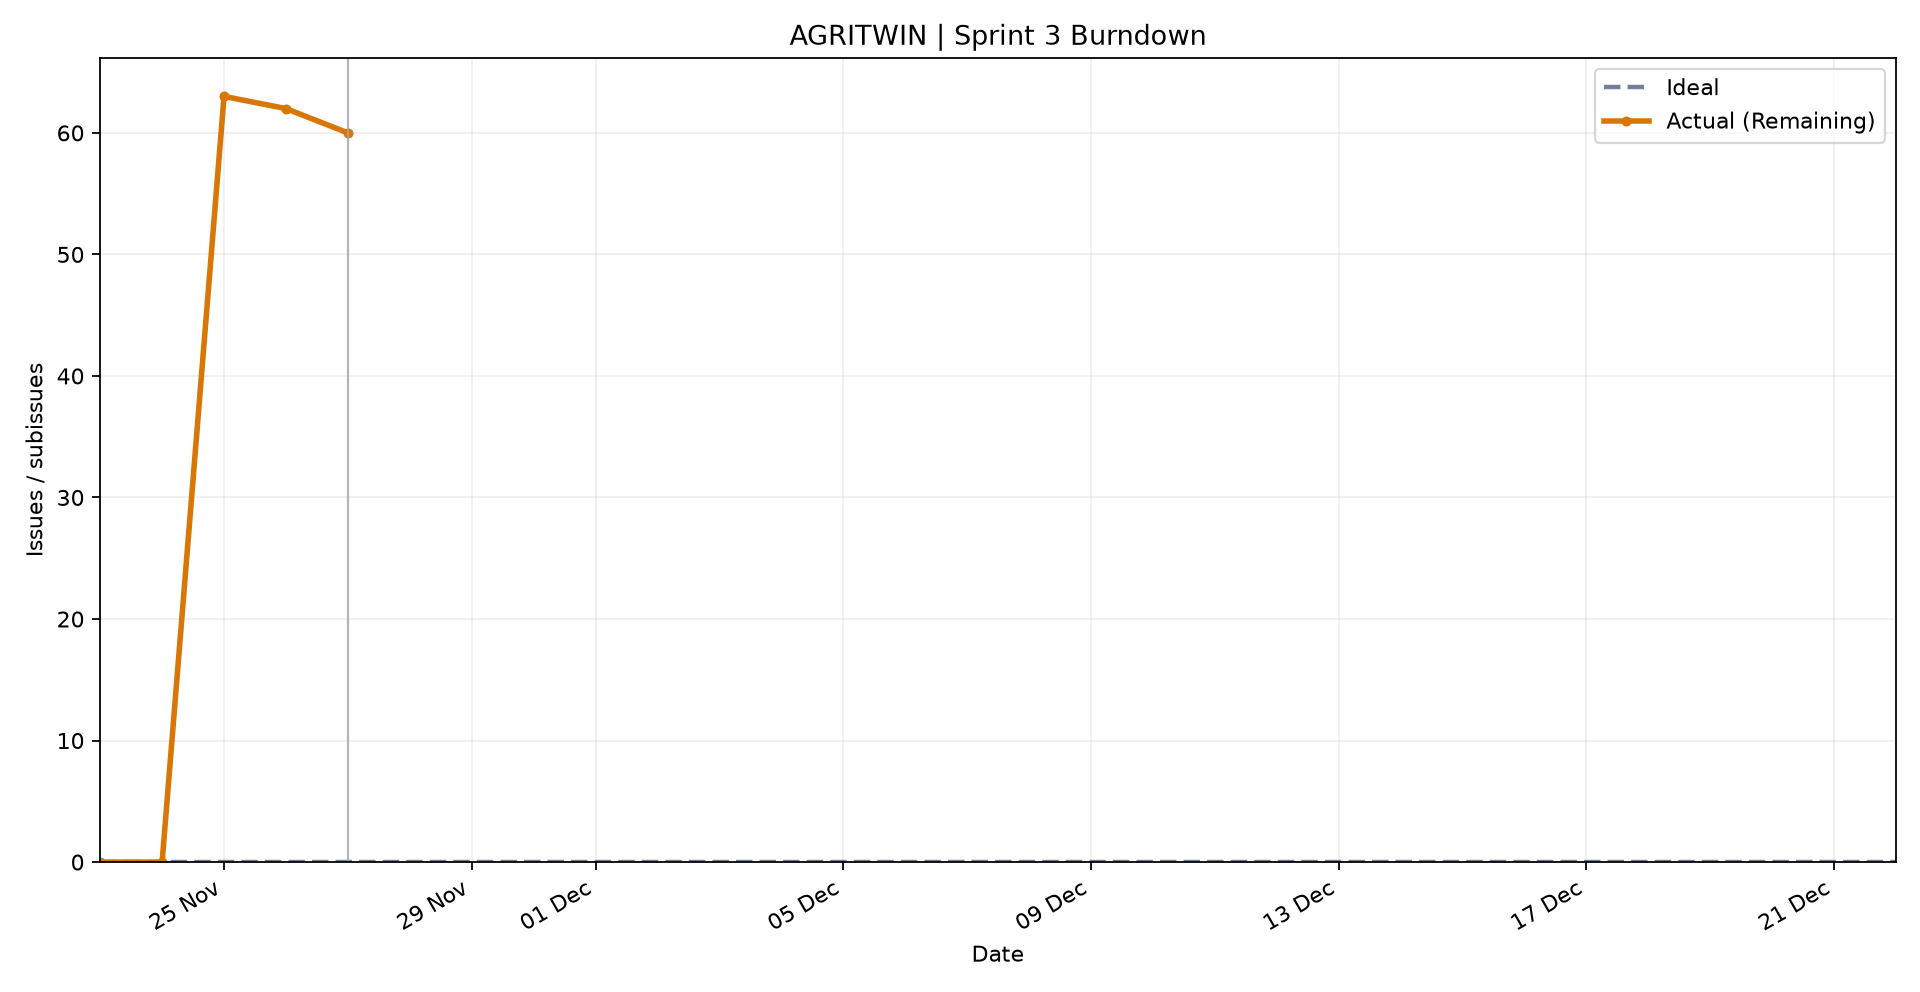 AGRITWIN | Sprint 3 Burndown
Ideal
Actual (Remaining)
Issues / subissues
60
50
40
30
20
10
0
25 Nov
29 Nov
01 Dec
05 Dec
09 Dec
13 Dec
17 Dec
21 Dec
Date